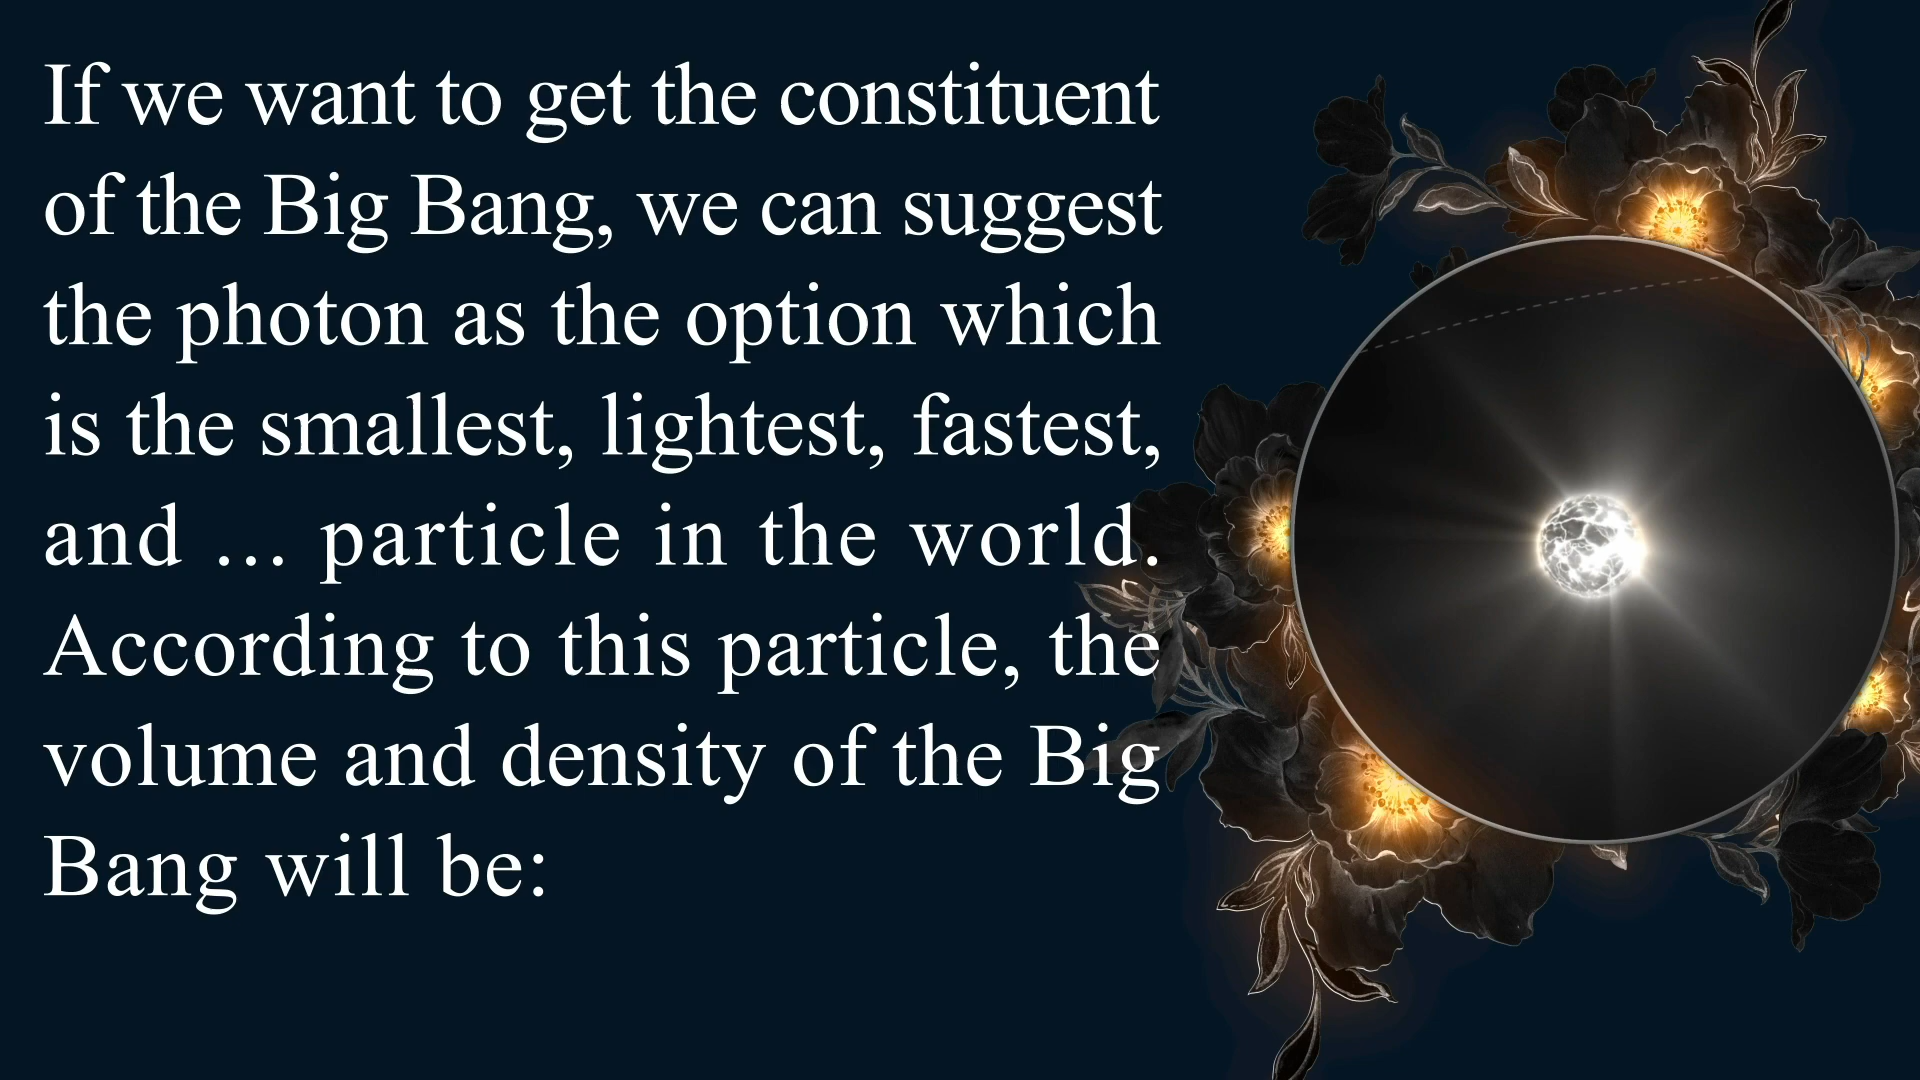 If we want to get the constituent
of the Big Bang, we can suggest
the photon as the option which
is the smallest, lightest, fastest,
and … particle in the world.
According to this particle, the
volume and density of the Big
Bang will be: